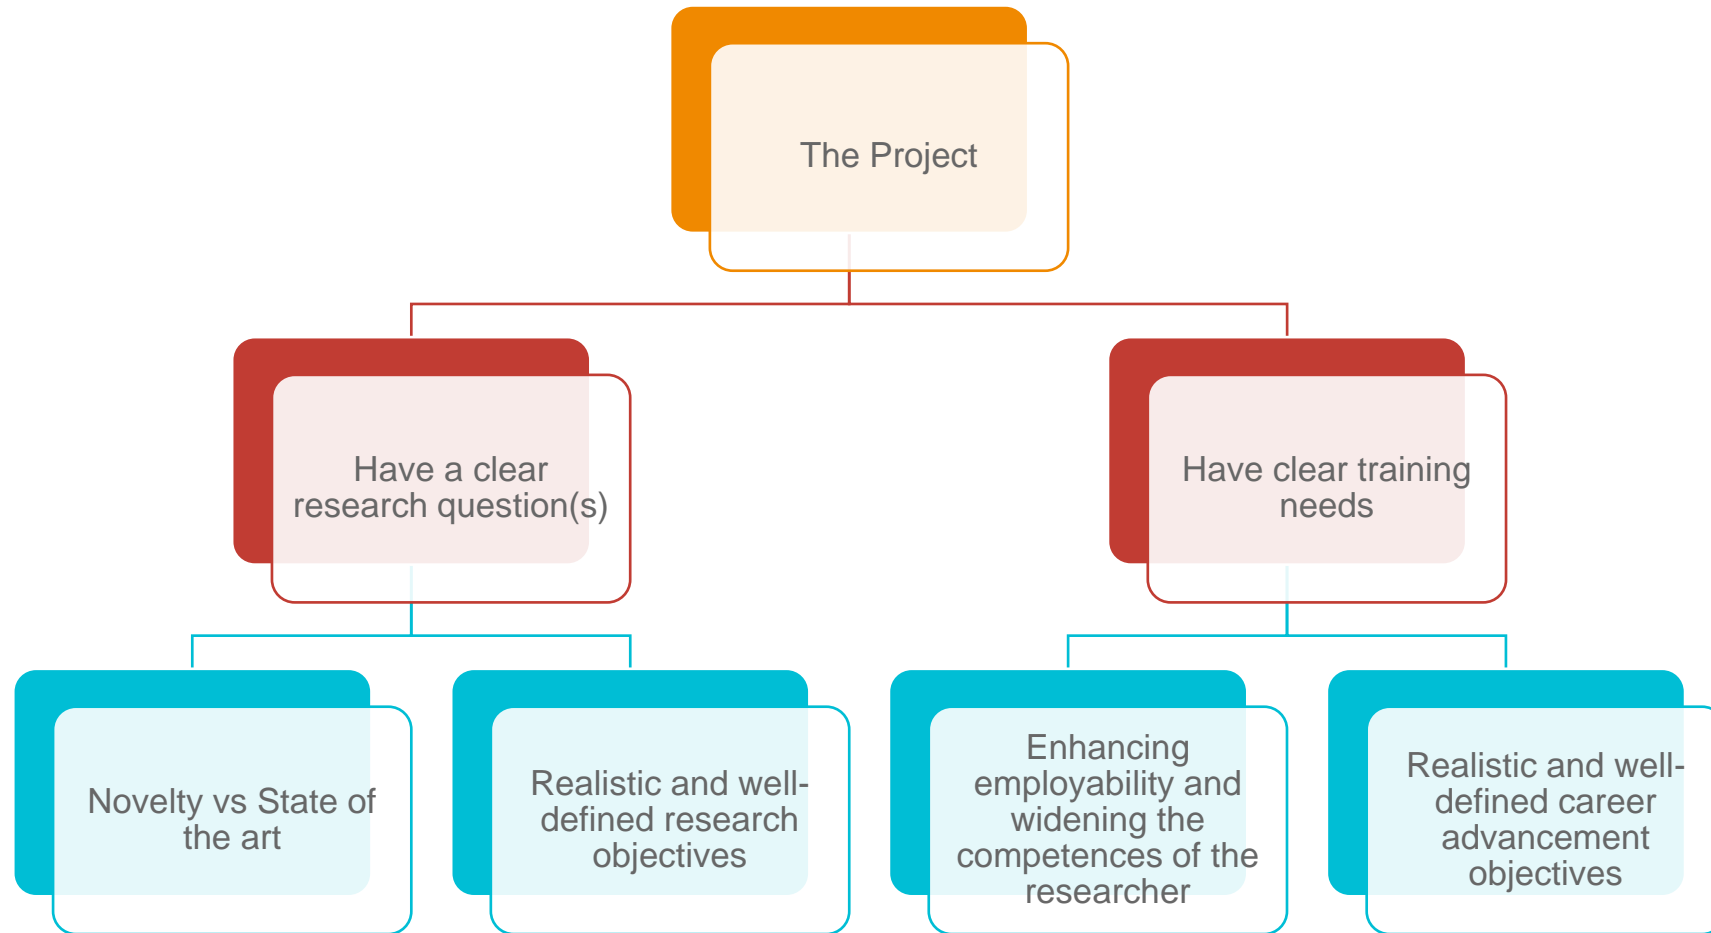 The Project
Have a clear
research question(s)
Have clear training
needs
Novelty vs State of
the art
Realistic and well-
defined research
objectives
Enhancing
employability and
widening the
competences of the
researcher
Realistic and well-
defined career
advancement
objectives